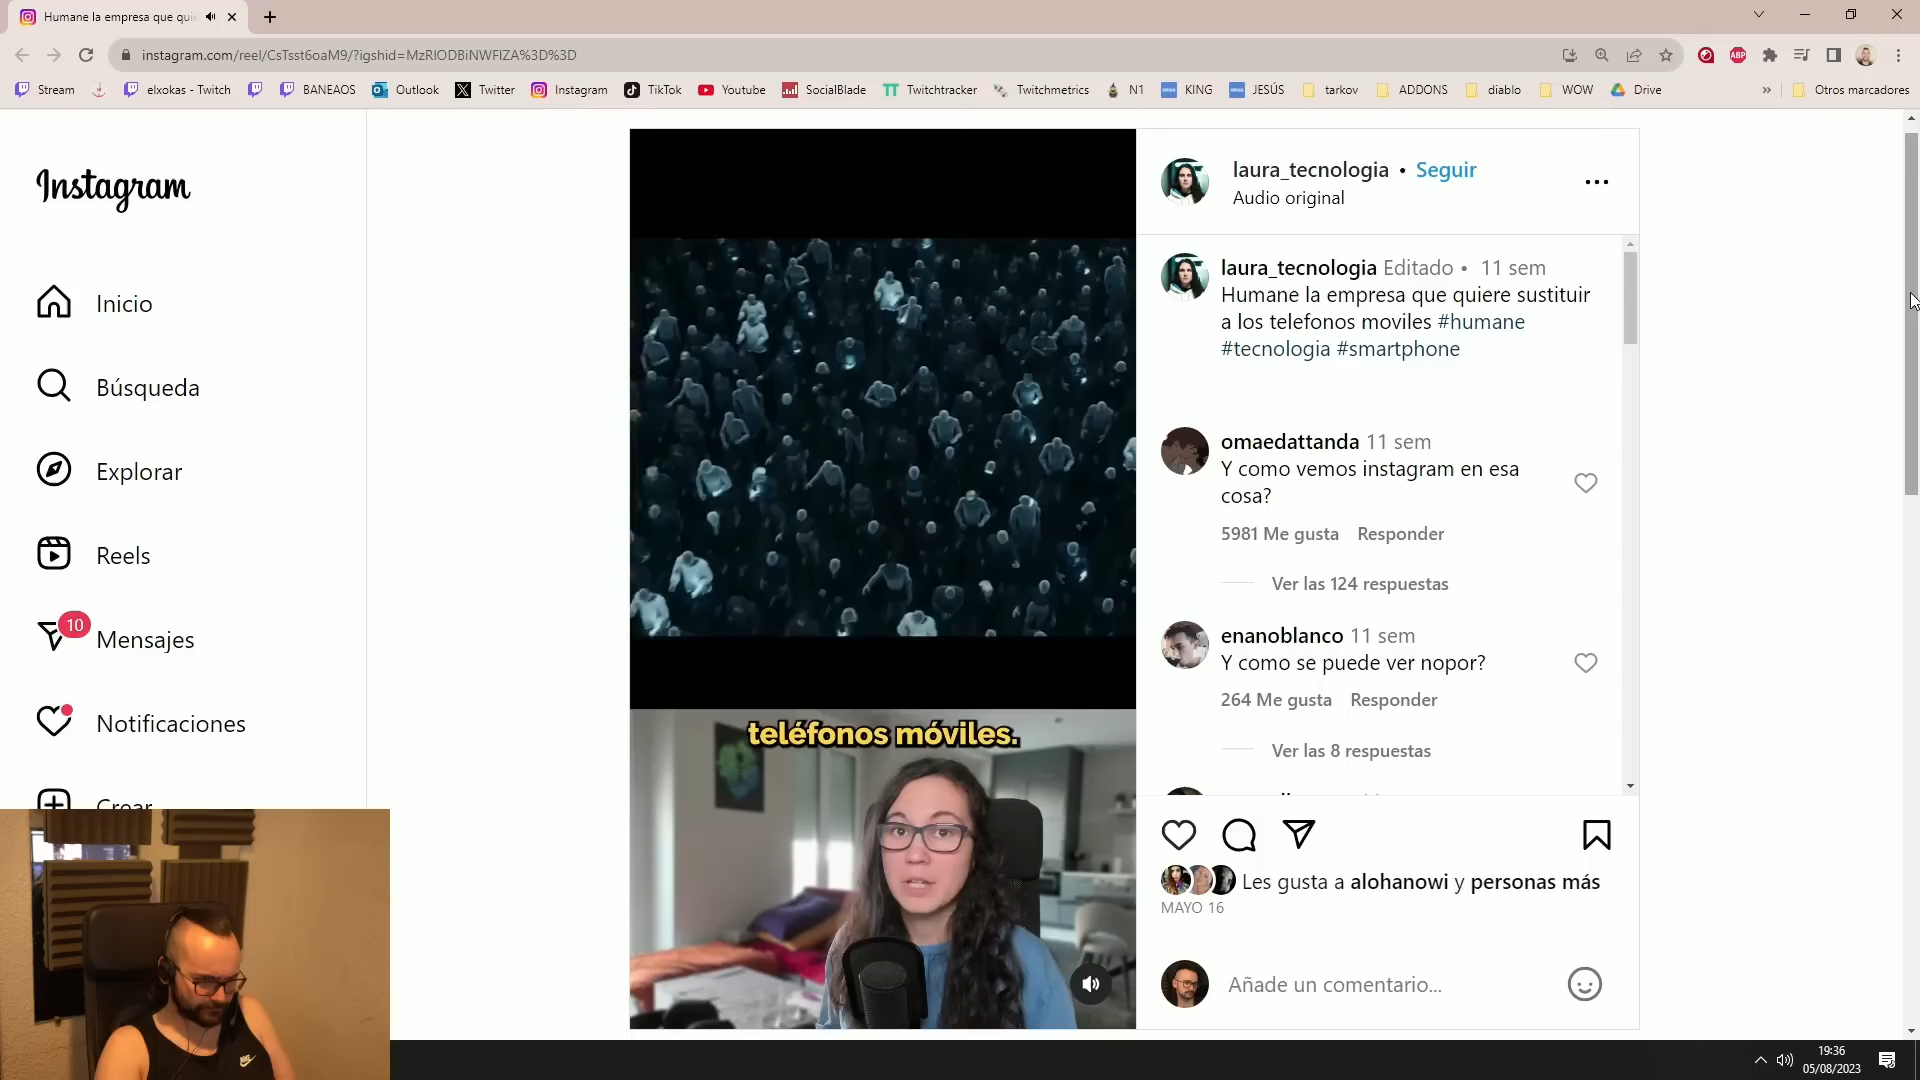 Humane la empresa que qui
instagram.com/reel/CsTsst6oaM9/?igshid=MzRlODBiNWFlZA%3D%3D
ABP
Stream
elxokas - Twitch
BANEAOS
Outlook
Twitter
Instagram
TikTok
Youtube
SocialBlade
Twitchtracker
Twitchmetrics
N1
KING
JESÚS
tarkov
ADDONS
diablo
WOW
Drive
»
Otros marcadores
Instagram
Inicio
Búsqueda
Explorar
Reels
10
Mensajes
Notificaciones
Crear
teléfonos móviles.
laura_tecnologia • Seguir
Audio original
laura_tecnologia Editado • 11 sem
Humane la empresa que quiere sustituir
a los telefonos moviles #humane
#tecnologia #smartphone
omaedattanda 11 sem
Y como vemos instagram en esa
cosa?
5981 Me gusta Responder
Ver las 124 respuestas
enanoblanco 11 sem
Y como se puede ver nopor?
264 Me gusta Responder
Ver las 8 respuestas
Les gusta a alohanowi y personas más
MAYO 16
Añade un comentario...
19:36
05/08/2023